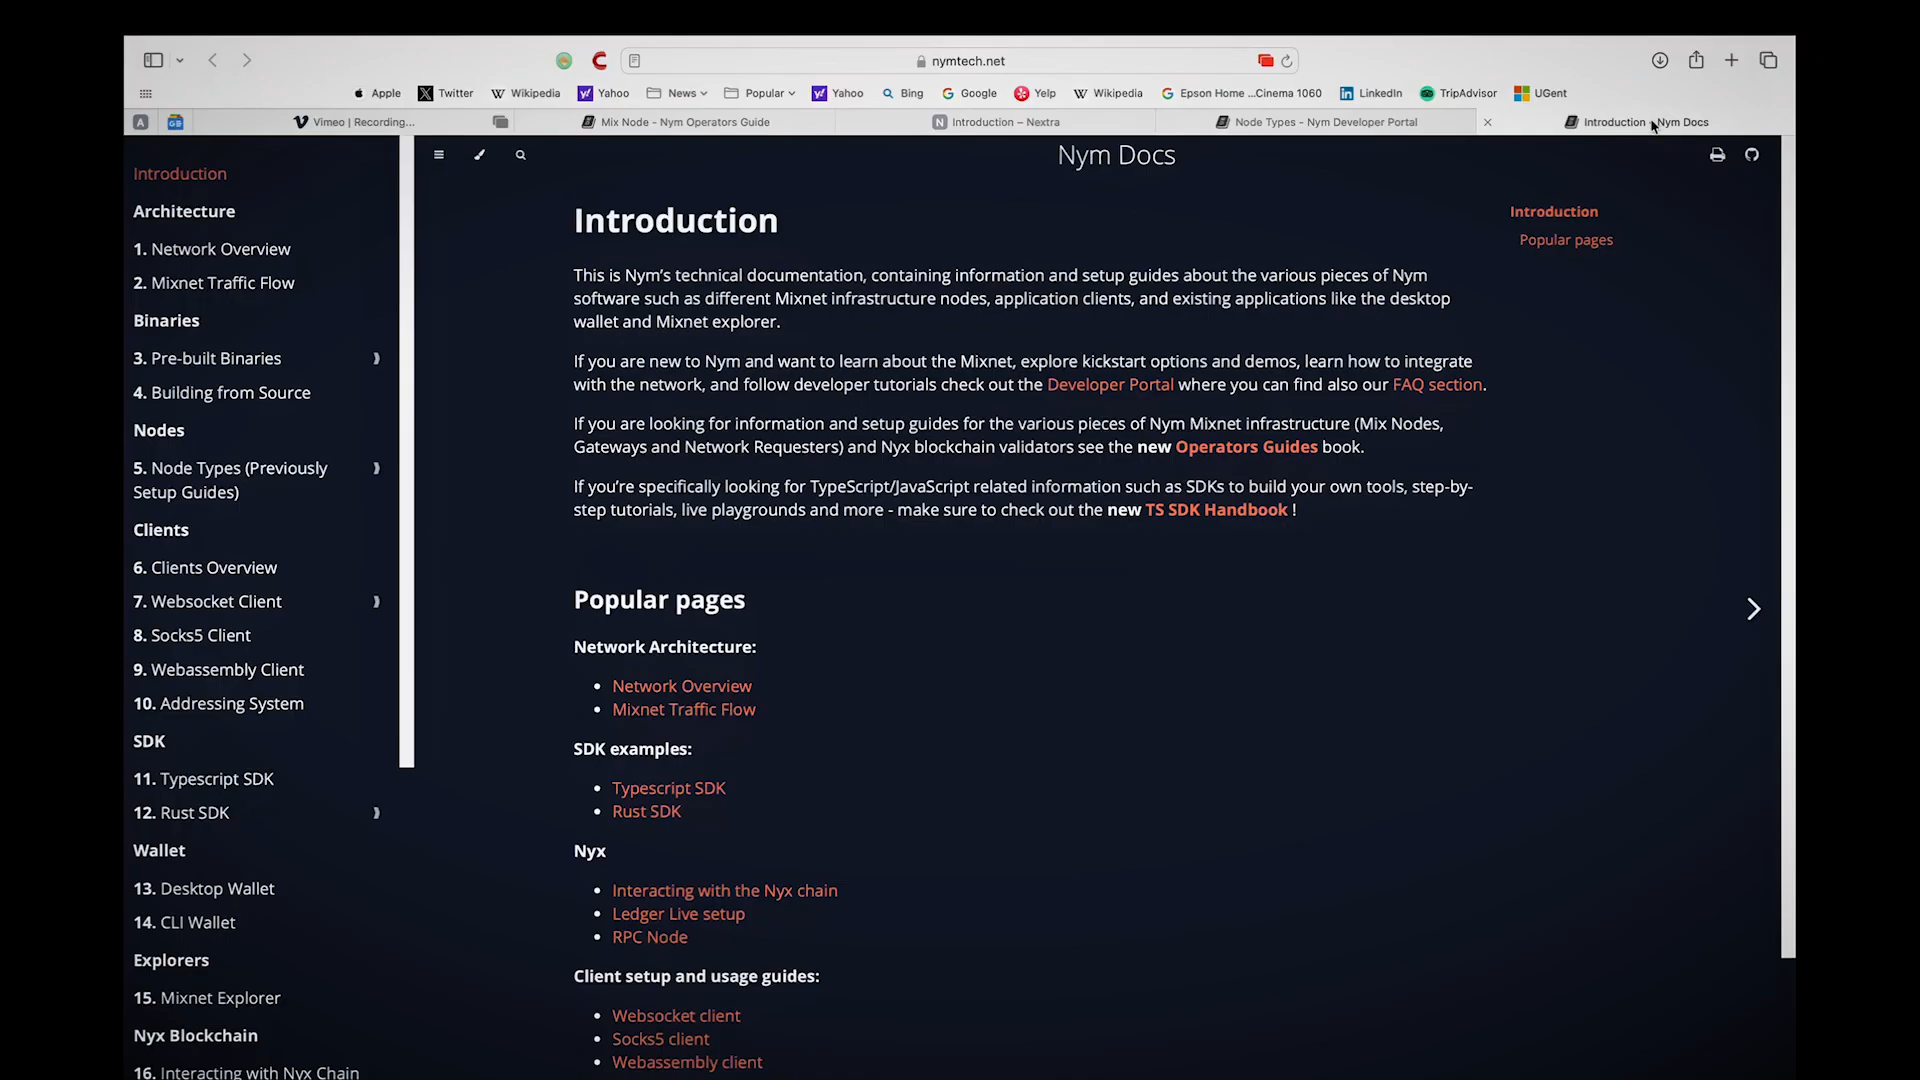 nymtech.net
Apple
Twitter
Wikipedia
Yahoo
News
Popular
Yahoo
Bing
Google
Yelp
Wikipedia
Epson Home ...Cinema 1060
LinkedIn
TripAdvisor
UGent
Vimeo | Recording...
Mix Node - Nym Operators Guide
Introduction – Nextra
Node Types - Nym Developer Portal
Introduction - Nym Docs
Introduction
Architecture
1. Network Overview
2. Mixnet Traffic Flow
Binaries
3. Pre-built Binaries
4. Building from Source
Nodes
5. Node Types (Previously
Setup Guides)
Clients
6. Clients Overview
7. Websocket Client
8. Socks5 Client
9. Webassembly Client
10. Addressing System
SDK
11. Typescript SDK
12. Rust SDK
Wallet
13. Desktop Wallet
14. CLI Wallet
Explorers
15. Mixnet Explorer
Nyx Blockchain
16. Interacting with Nyx Chain
Nym Docs
Introduction
This is Nym’s technical documentation, containing information and setup guides about the various pieces of Nym
software such as different Mixnet infrastructure nodes, application clients, and existing applications like the desktop
wallet and Mixnet explorer.
If you are new to Nym and want to learn about the Mixnet, explore kickstart options and demos, learn how to integrate
with the network, and follow developer tutorials check out the Developer Portal where you can find also our FAQ section.
If you are looking for information and setup guides for the various pieces of Nym Mixnet infrastructure (Mix Nodes,
Gateways and Network Requesters) and Nyx blockchain validators see the new Operators Guides book.
If you’re specifically looking for TypeScript/JavaScript related information such as SDKs to build your own tools, step-by-
step tutorials, live playgrounds and more - make sure to check out the new TS SDK Handbook !
Popular pages
Network Architecture:
• Network Overview
• Mixnet Traffic Flow
SDK examples:
• Typescript SDK
• Rust SDK
Nyx
• Interacting with the Nyx chain
• Ledger Live setup
• RPC Node
Client setup and usage guides:
• Websocket client
• Socks5 client
• Webassembly client
Introduction
Popular pages